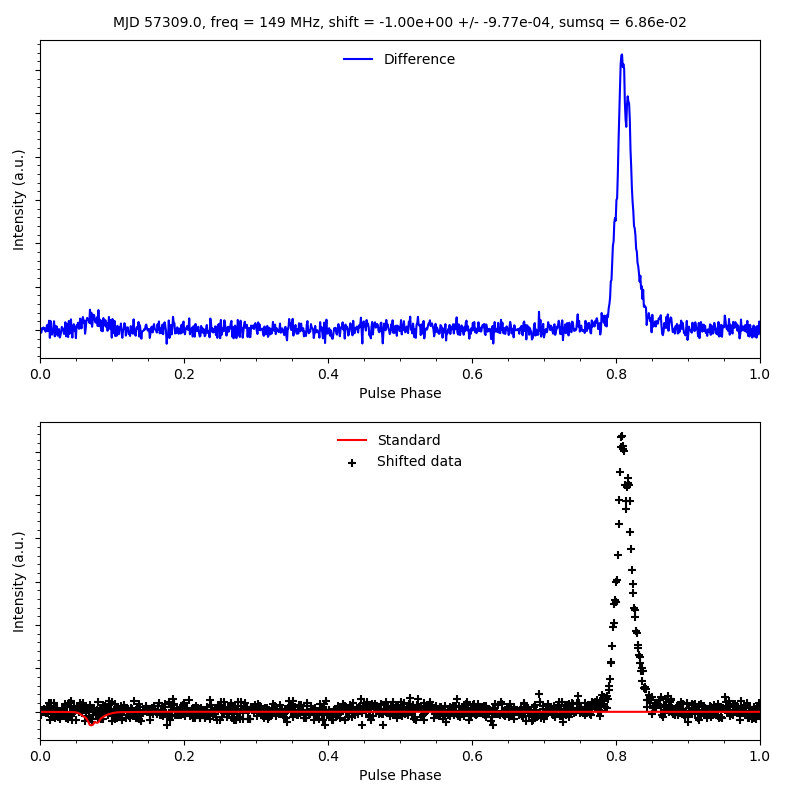 MJD 57309.0, freq = 149 MHz, shift = -1.00e+00 +/- -9.77e-04, sumsq = 6.86e-02
Difference
Intensity (a.u.)
0.0 0.2 0.4 0.6 0.8 1.0
Pulse Phase
Standard
Shifted data
Intensity (a.u.)
0.0 0.2 0.4 0.6 0.8 1.0
Pulse Phase